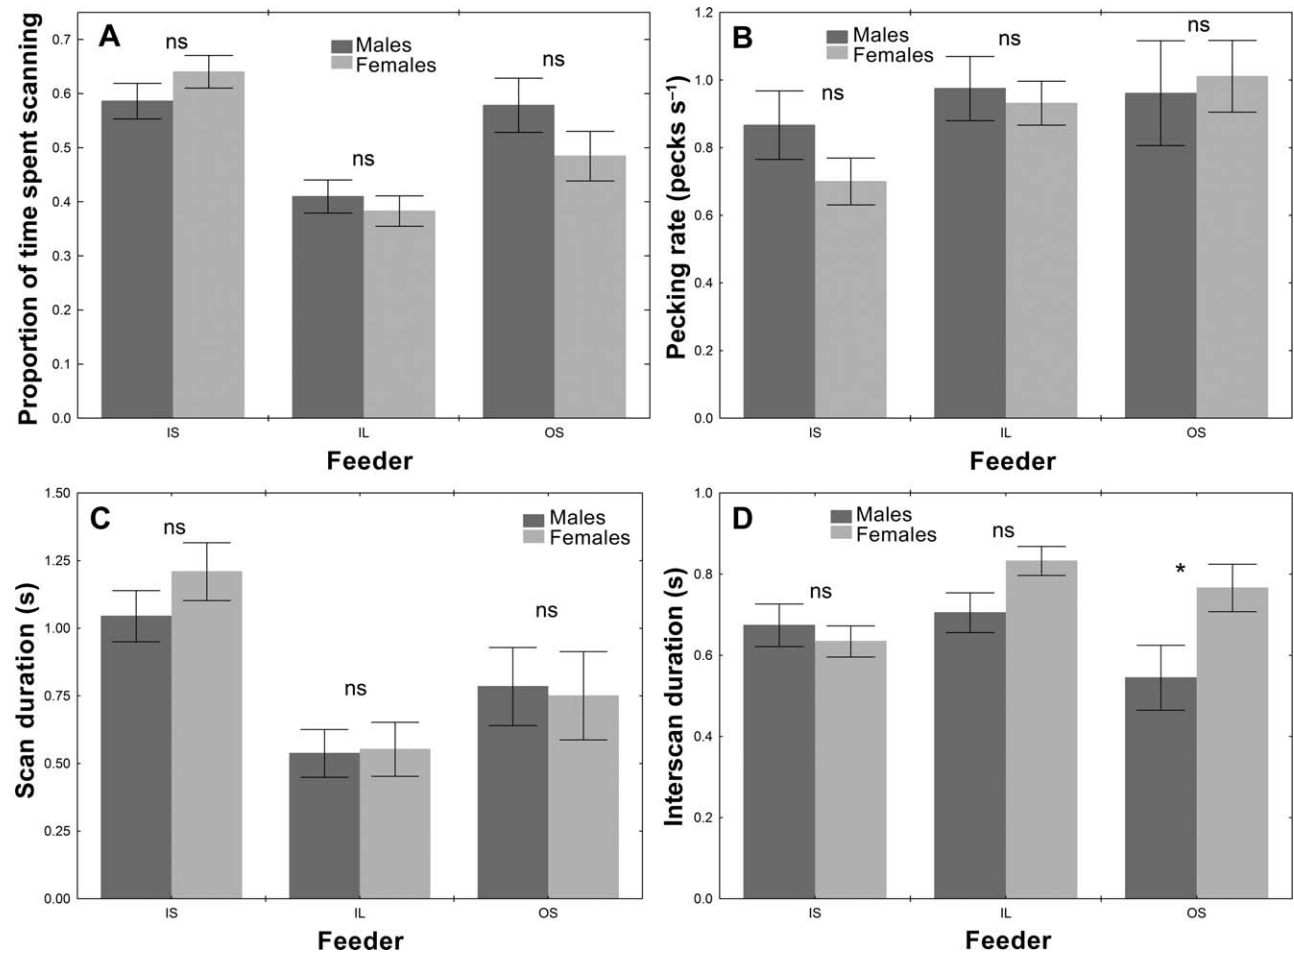 A
ns
Males
Females
ns
ns
Proportion of time spent scanning
0.7
0.6
0.5
0.4
0.3
0.2
0.1
0.0
IS
IL
OS
Feeder
B
Males
Females
ns
ns
ns
Pecking rate (pecks s⁻¹)
1.2
1.0
0.8
0.6
0.4
0.2
0.0
IS
IL
OS
Feeder
C
ns
Males
Females
ns
ns
Scan duration (s)
1.50
1.25
1.00
0.75
0.50
0.25
0.00
IS
IL
OS
Feeder
D
Males
Females
ns
ns
*
Interscan duration (s)
1.0
0.8
0.6
0.4
0.2
0.0
IS
IL
OS
Feeder